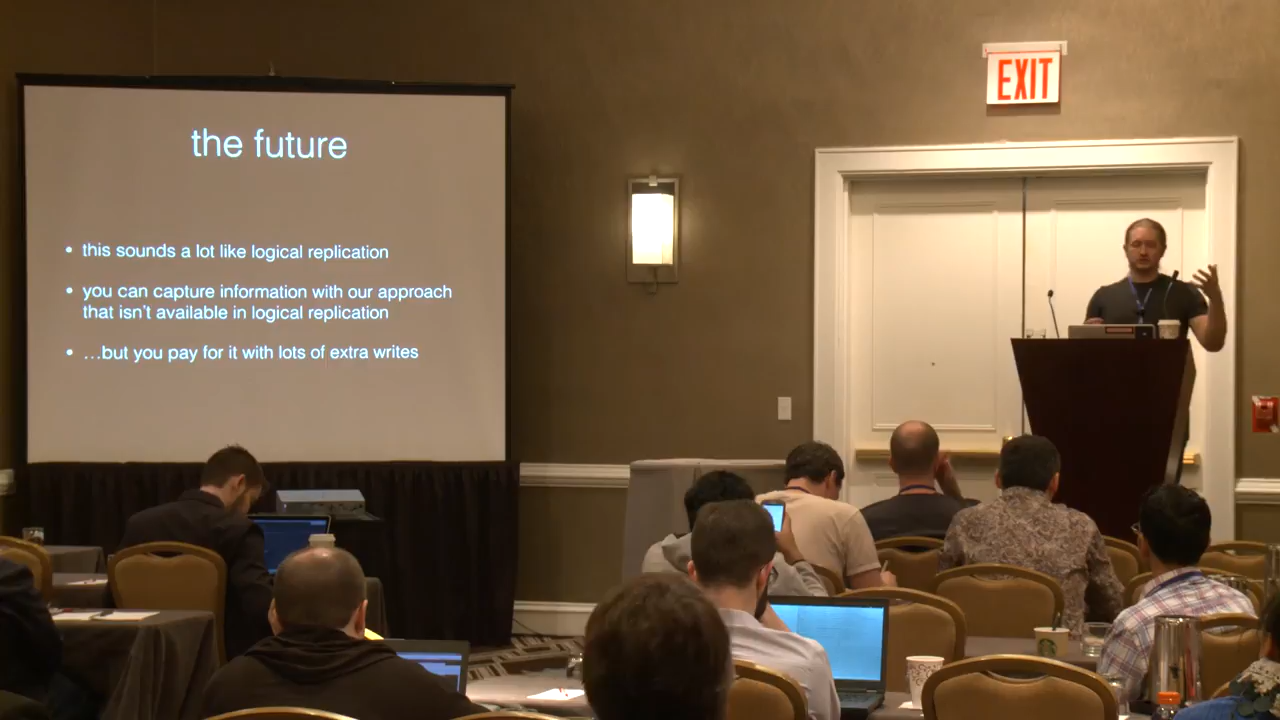 the future
• this sounds a lot like logical replication
• you can capture information with our approach
that isn't available in logical replication
• …but you pay for it with lots of extra writes
EXIT